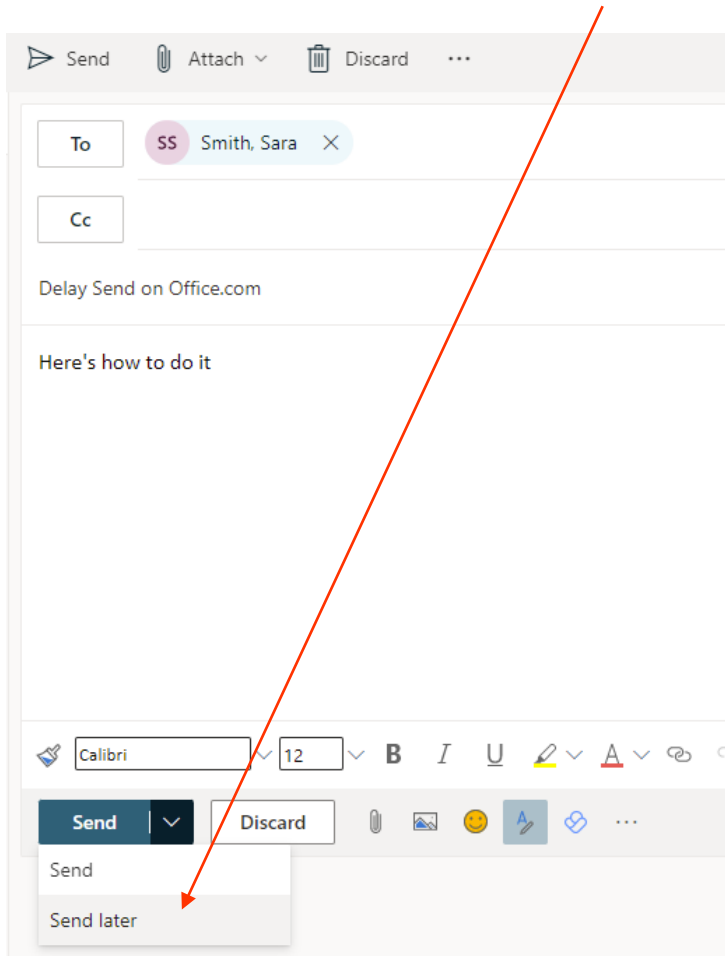 Send Attach Discard ...
To SS Smith, Sara
Cc
Delay Send on Office.com
Here's how to do it
Calibri 12 B I U A
Send Discard ...
Send
Send later